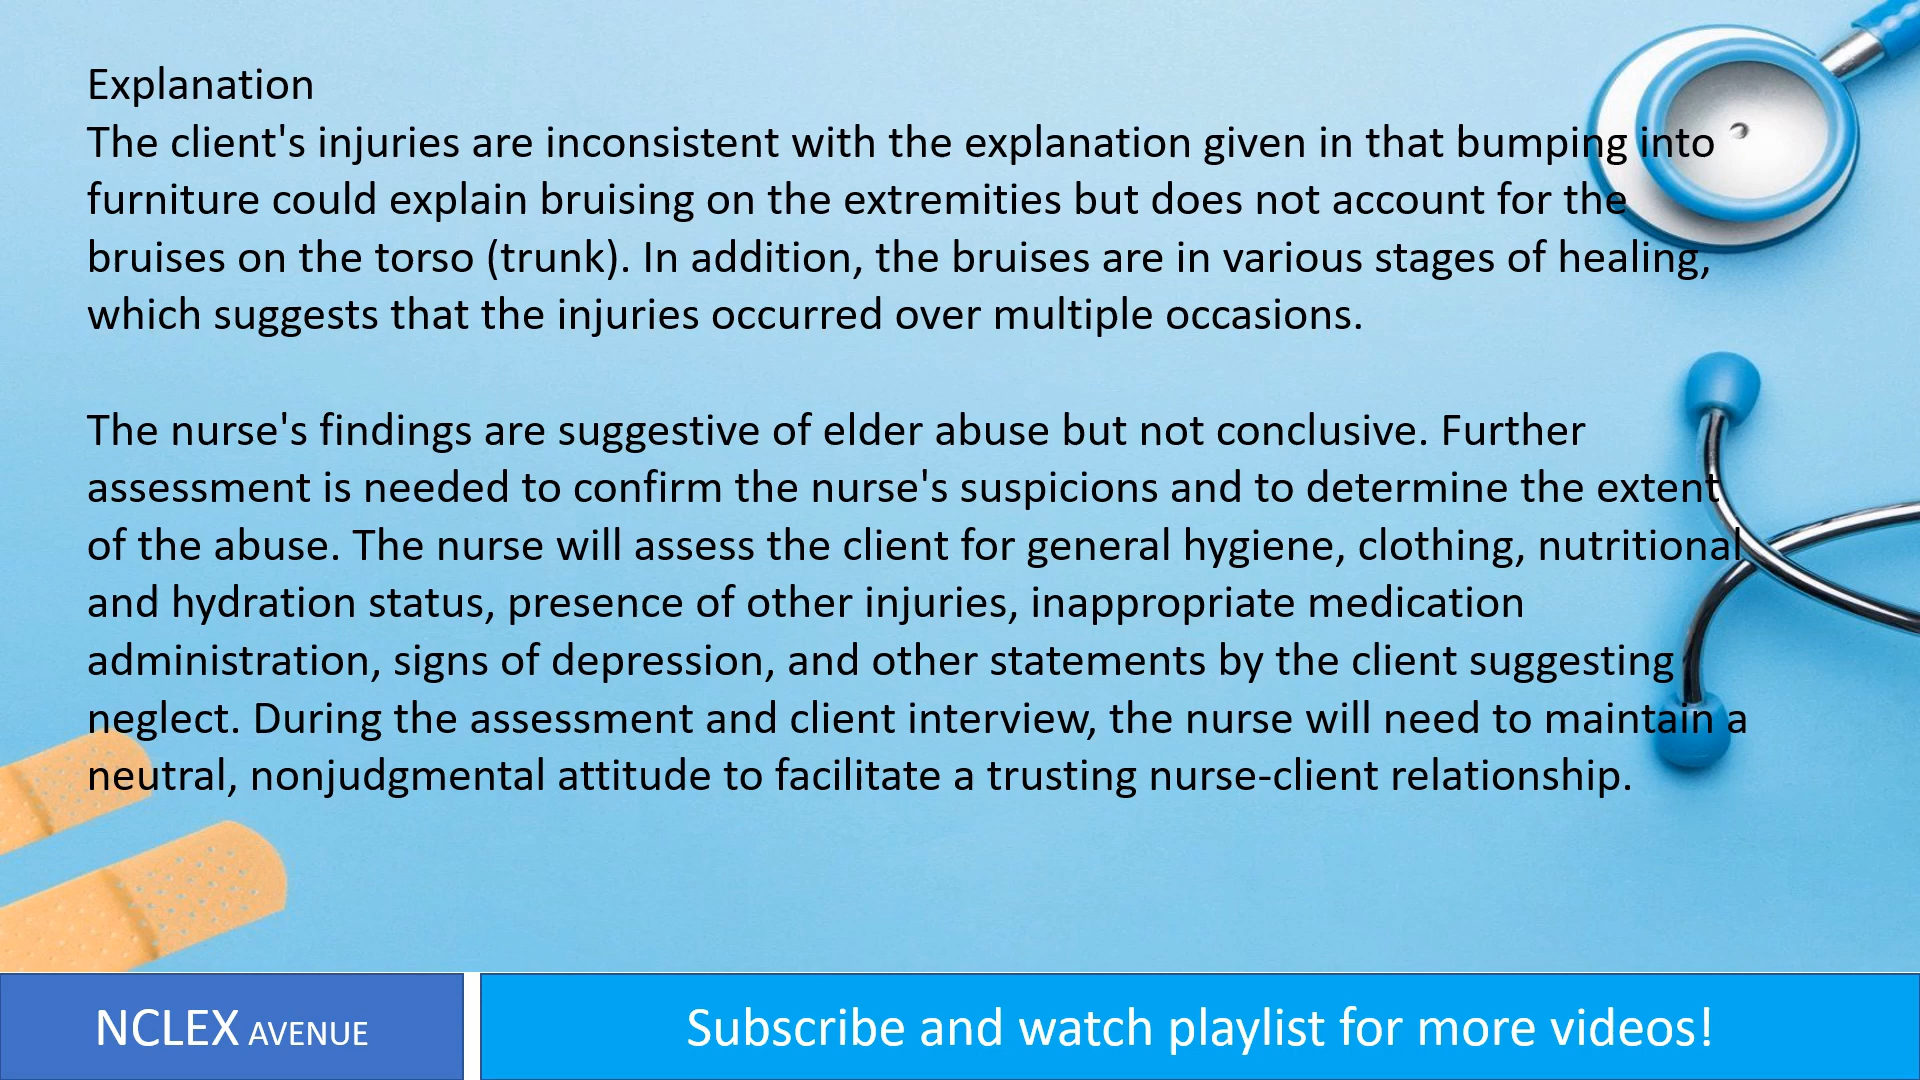 Explanation
The client's injuries are inconsistent with the explanation given in that bumping into
furniture could explain bruising on the extremities but does not account for the
bruises on the torso (trunk). In addition, the bruises are in various stages of healing,
which suggests that the injuries occurred over multiple occasions.
The nurse's findings are suggestive of elder abuse but not conclusive. Further
assessment is needed to confirm the nurse's suspicions and to determine the extent
of the abuse. The nurse will assess the client for general hygiene, clothing, nutritional
and hydration status, presence of other injuries, inappropriate medication
administration, signs of depression, and other statements by the client suggesting
neglect. During the assessment and client interview, the nurse will need to maintain a
neutral, nonjudgmental attitude to facilitate a trusting nurse-client relationship.
NCLEX AVENUE
Subscribe and watch playlist for more videos!